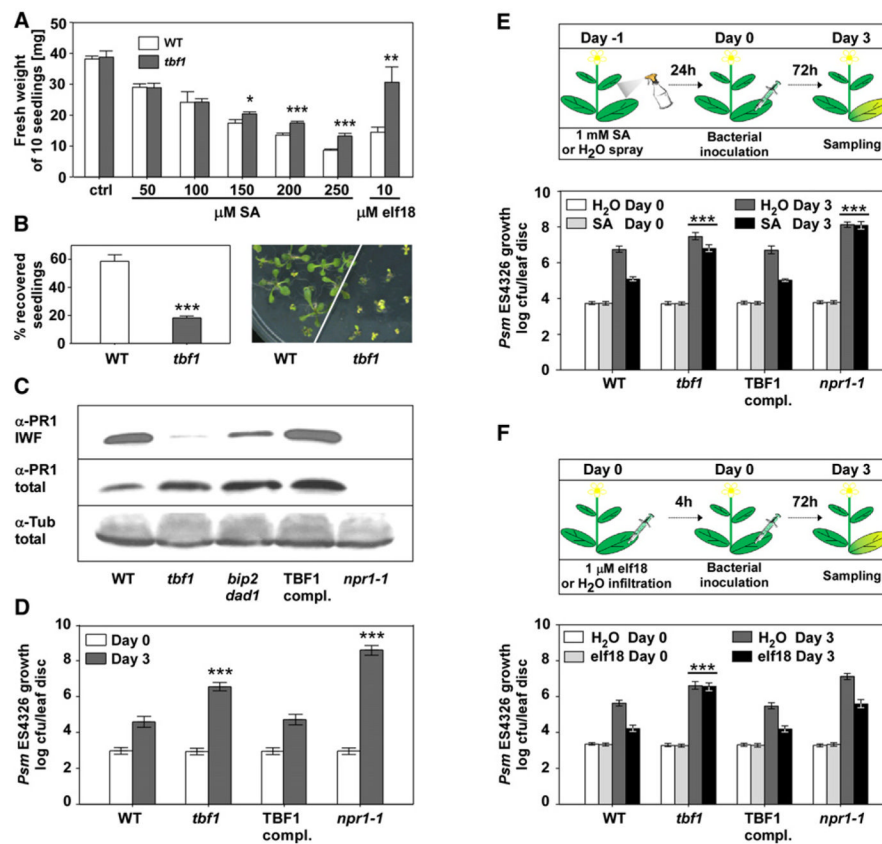 A
Fresh weight
of 10 seedlings [mg]
50
40
30
20
10
0
WT
tbf1
*
***
***
**
ctrl
50
100
150
200
250
10
μM SA
μM elf18
B
% recovered
seedlings
60
40
20
0
***
WT
tbf1
WT
tbf1
C
α-PR1
IWF
α-PR1
total
α-Tub
total
WT
tbf1
bip2
dad1
TBF1
compl.
npr1-1
D
Psm ES4326 growth
log cfu/leaf disc
10
8
6
4
2
0
Day 0
Day 3
***
***
WT
tbf1
TBF1
compl.
npr1-1
E
Day -1
Day 0
Day 3
24h
72h
1 mM SA
or H2O spray
Bacterial
inoculation
Sampling
Psm ES4326 growth
log cfu/leaf disc
10
8
6
4
2
0
H2O Day 0
H2O Day 3
SA Day 0
SA Day 3
***
***
WT
tbf1
TBF1
compl.
npr1-1
F
Day 0
Day 0
Day 3
4h
72h
1 μM elf18
or H2O infiltration
Bacterial
inoculation
Sampling
Psm ES4326 growth
log cfu/leaf disc
10
8
6
4
2
0
H2O Day 0
H2O Day 3
elf18 Day 0
elf18 Day 3
***
WT
tbf1
TBF1
compl.
npr1-1